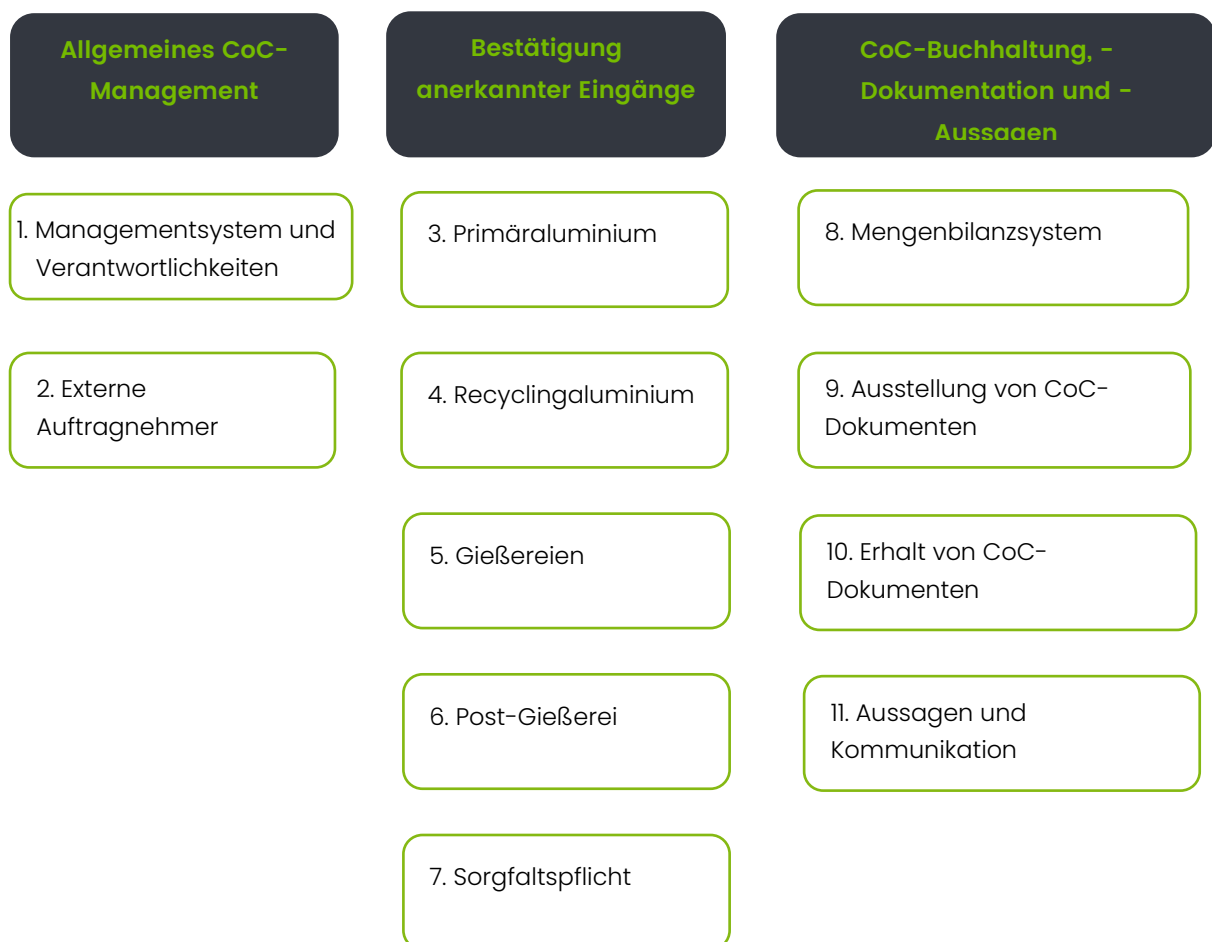 Allgemeines CoC-
Management
1. Managementsystem und
Verantwortlichkeiten
2. Externe
Auftragnehmer
Bestätigung
anerkannter Eingänge
3. Primäraluminium
4. Recyclingaluminium
5. Gießereien
6. Post-Gießerei
7. Sorgfaltspflicht
CoC-Buchhaltung, -
Dokumentation und -
Aussagen
8. Mengenbilanzsystem
9. Ausstellung von CoC-
Dokumenten
10. Erhalt von CoC-
Dokumenten
11. Aussagen und
Kommunikation